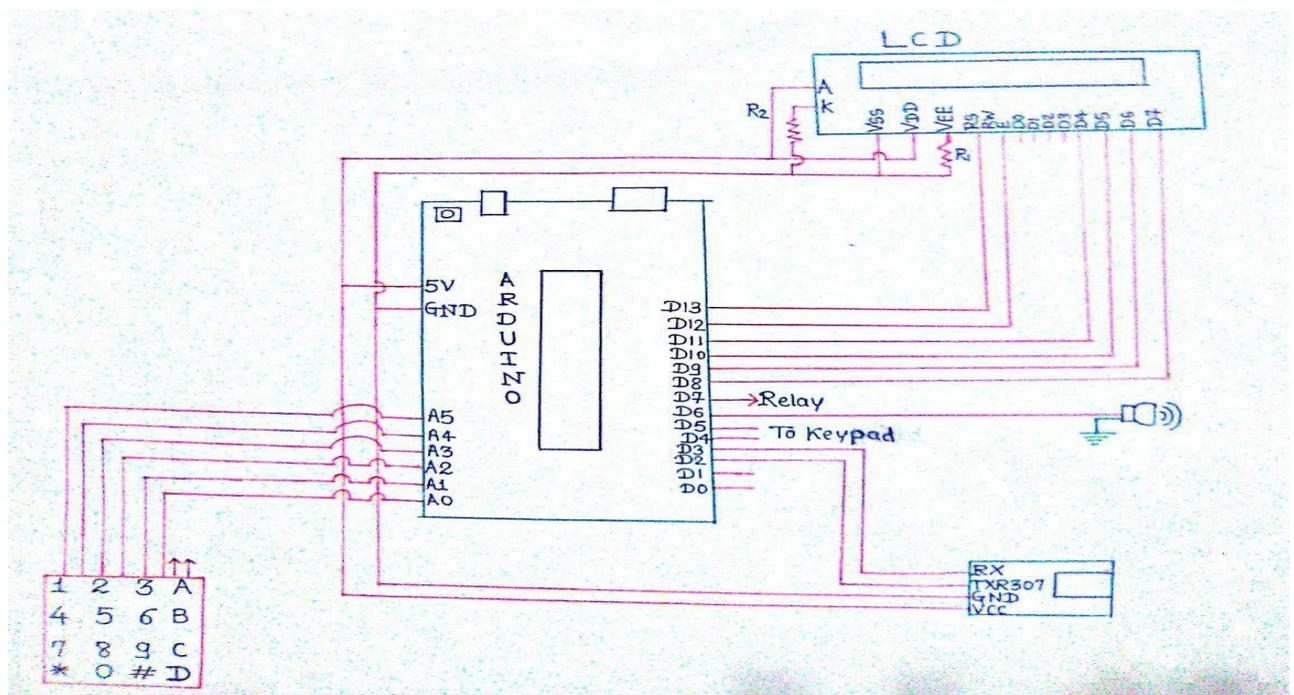 LCD
A
K
R2
VSS VDD VEE RS RW E D0 D1 D2 D3 D4 D5 D6 D7
ARDUINO
5V
GND
D13
D12
D11
D10
D9
D8
D7 Relay
D6
D5
D4 To Keypad
D3
D2
D1
D0
A5
A4
A3
A2
A1
A0
1 2 3 A
4 5 6 B
7 8 9 C
* 0 # D
RX
TX R307
GND
VCC